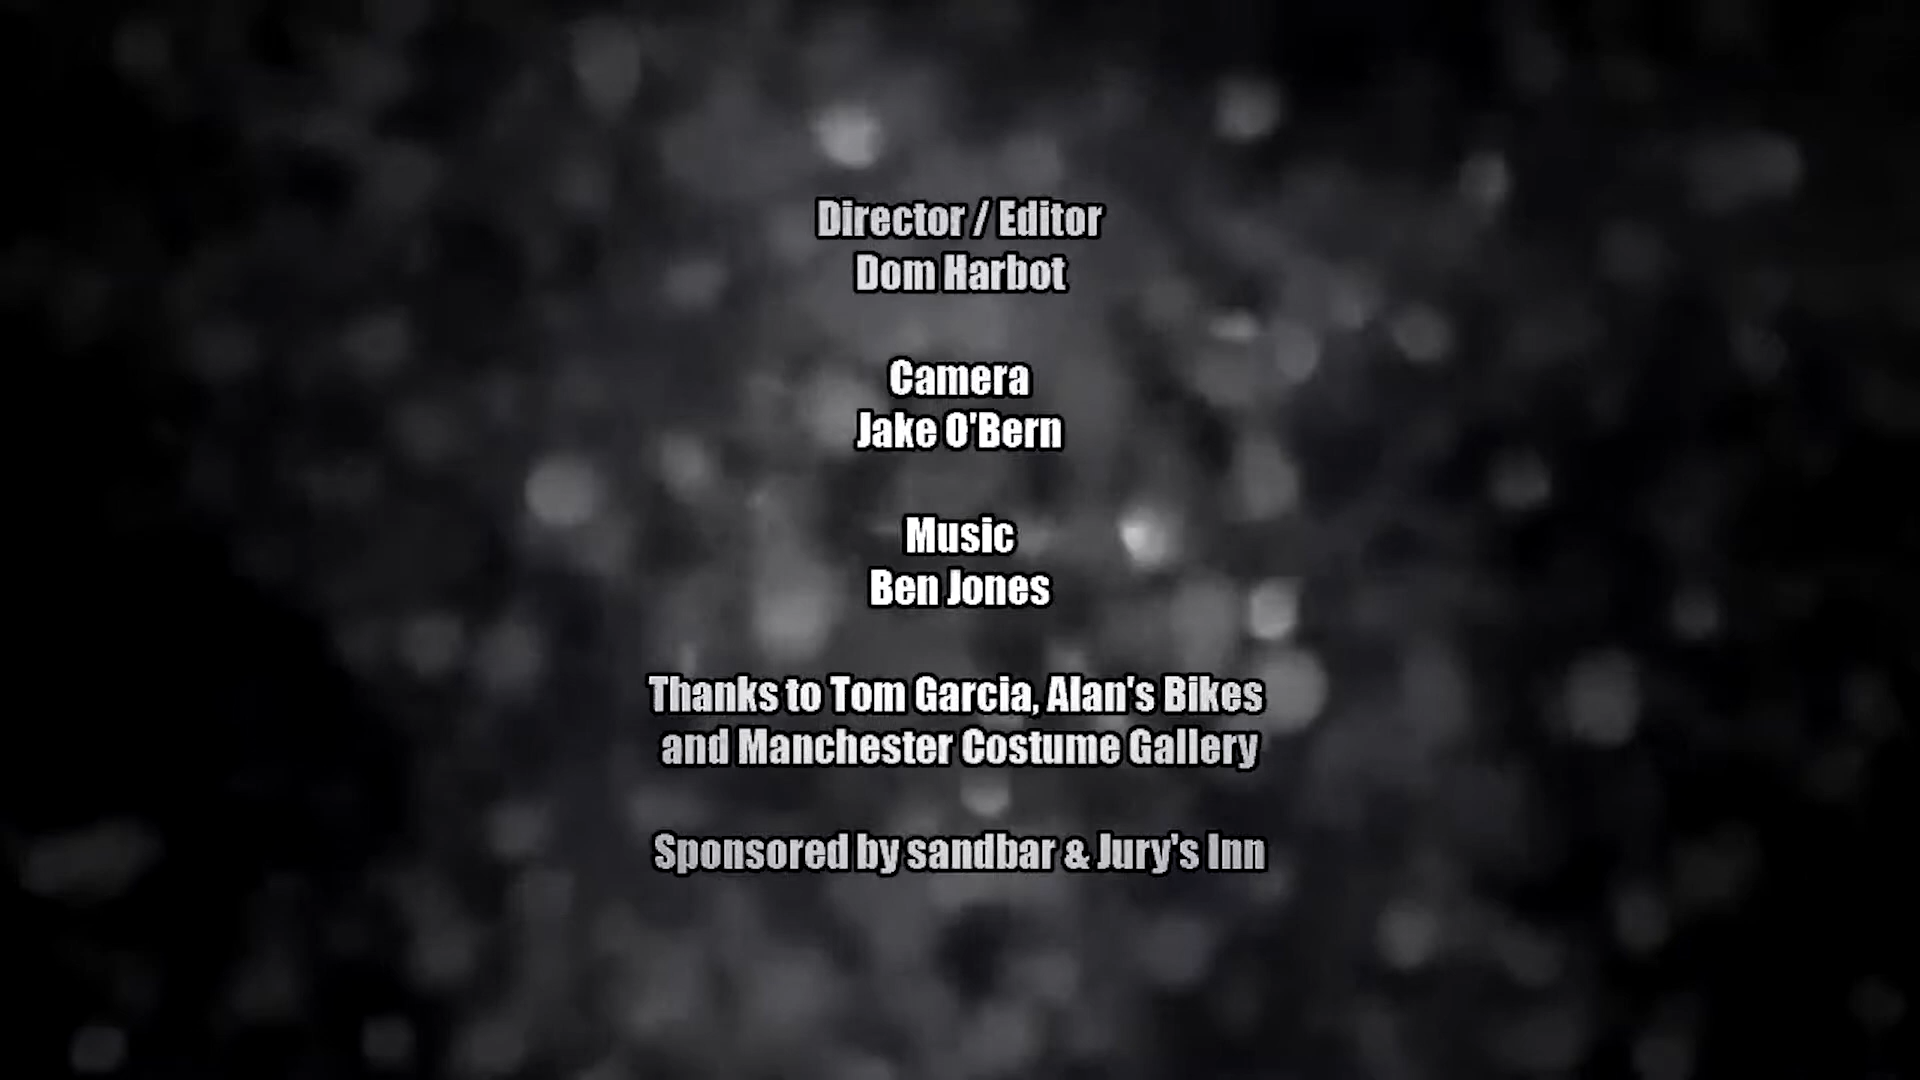 Director / Editor
Dom Harbot
Camera
Jake O'Bern
Music
Ben Jones
Thanks to Tom Garcia, Alan's Bikes
and Manchester Costume Gallery
Sponsored by sandbar & Jury's Inn